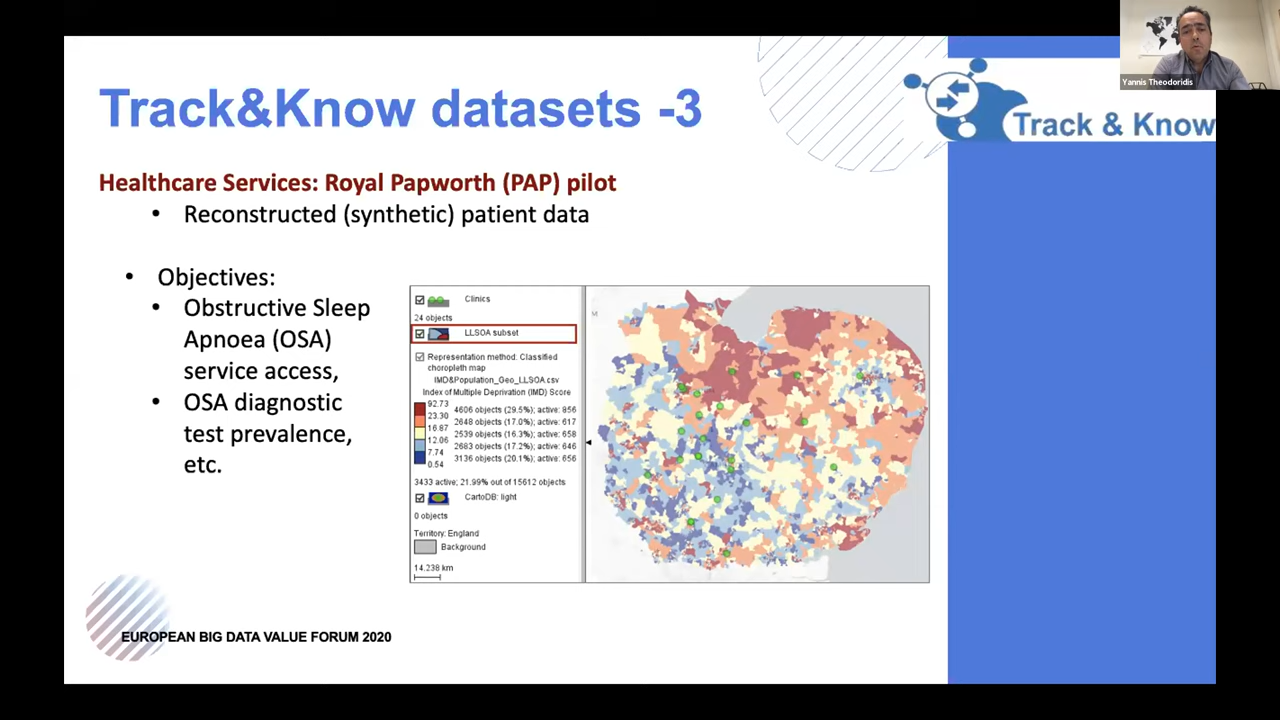 Yannis Theodoridis
Track&Know datasets -3
Track & Know
Healthcare Services: Royal Papworth (PAP) pilot
• Reconstructed (synthetic) patient data
• Objectives:
• Obstructive Sleep
Apnoea (OSA)
service access,
• OSA diagnostic
test prevalence,
etc.
Clinics
24 objects
LLSOA subset
Representation method: Classified
choropleth map
IMD&Population_Geo_LLSOA.csv
Index of Multiple Deprivation (IMD) Score
92.73
4606 objects (29.5%); active: 856
23.30
2648 objects (17.0%); active: 617
16.87
2539 objects (16.3%); active: 658
12.06
2683 objects (17.2%); active: 646
7.74
3136 objects (20.1%); active: 656
0.54
3433 active; 21.99% out of 15612 objects
CartoDB: light
0 objects
Territory: England
Background
14.238 km
M
EUROPEAN BIG DATA VALUE FORUM 2020